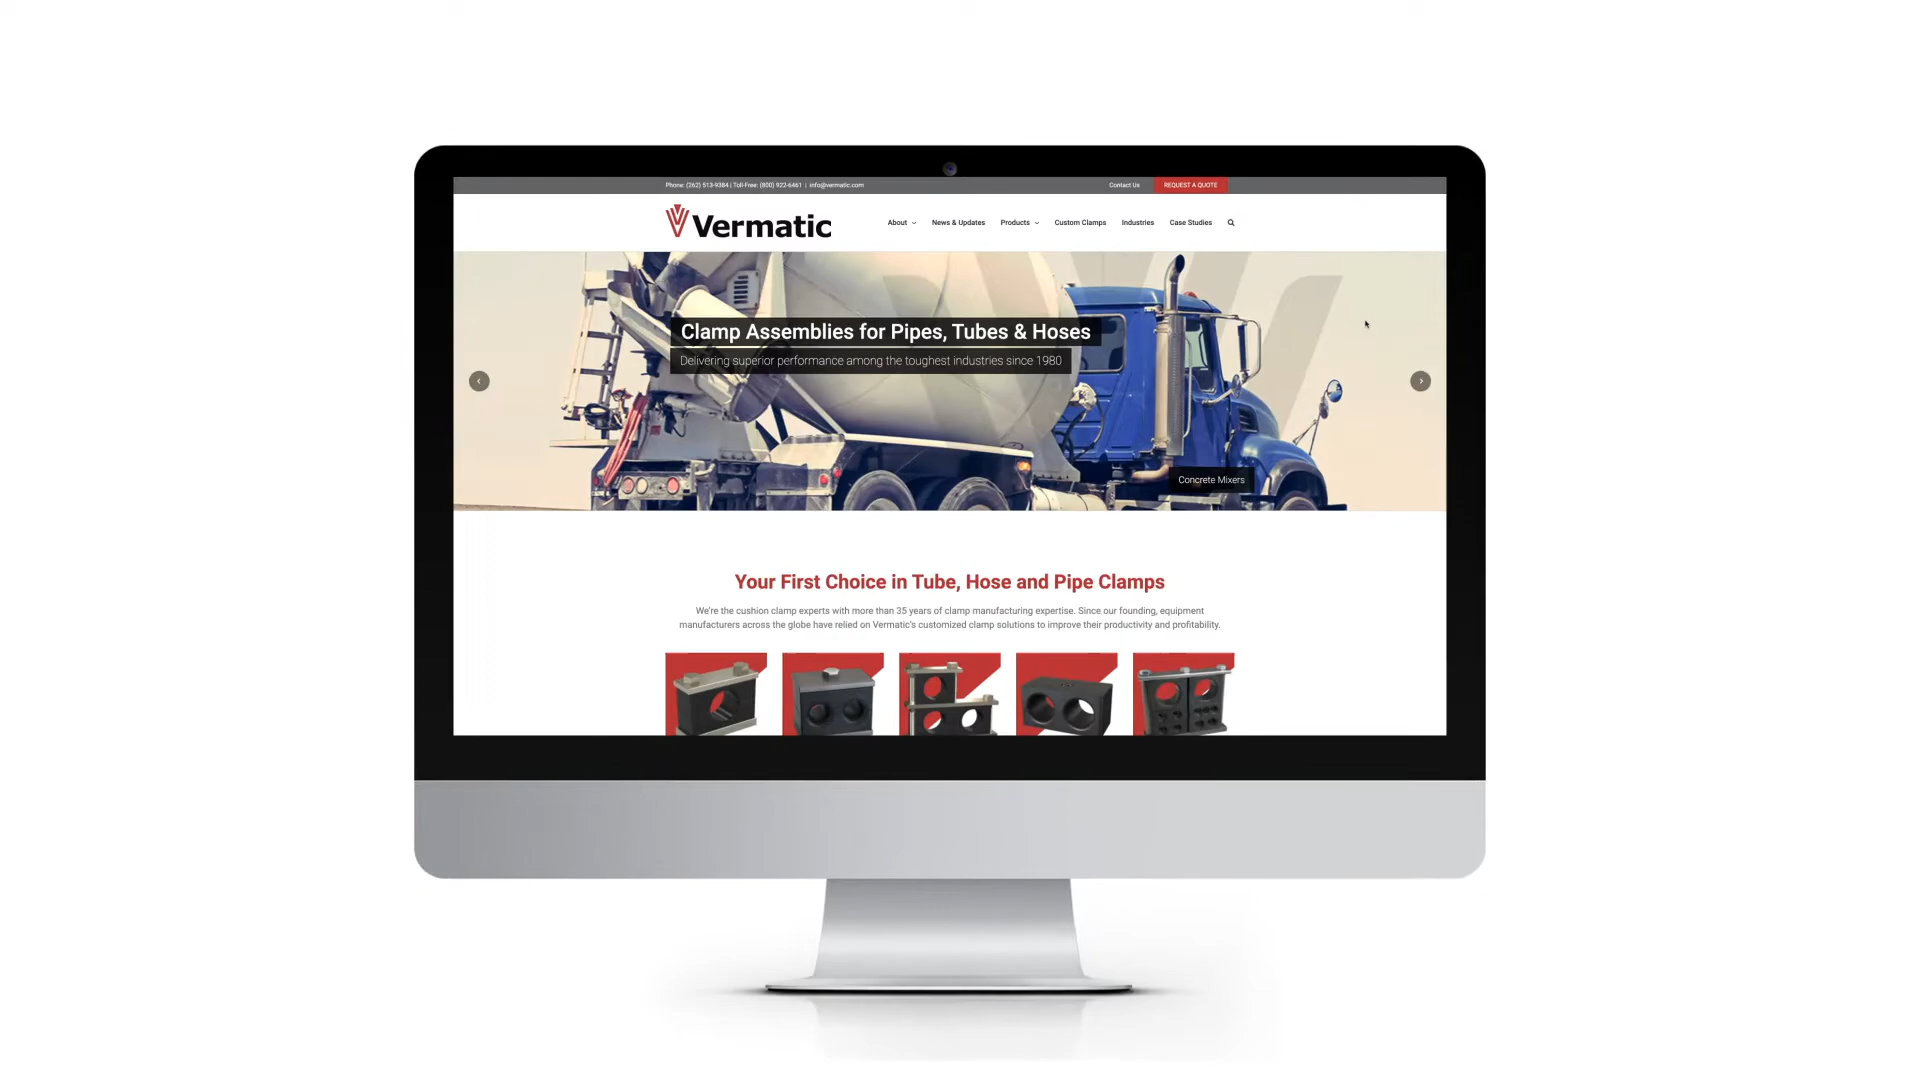 Phone: (262) 513-9384 | Toll-Free: (800) 922-6461 | info@vermatic.com
Contact Us
REQUEST A QUOTE
Vermatic
About
News & Updates
Products
Custom Clamps
Industries
Case Studies
Clamp Assemblies for Pipes, Tubes & Hoses
Delivering superior performance among the toughest industries since 1980
Concrete Mixers
Your First Choice in Tube, Hose and Pipe Clamps
We're the cushion clamp experts with more than 35 years of clamp manufacturing expertise. Since our founding, equipment
manufacturers across the globe have relied on Vermatic's customized clamp solutions to improve their productivity and profitability.